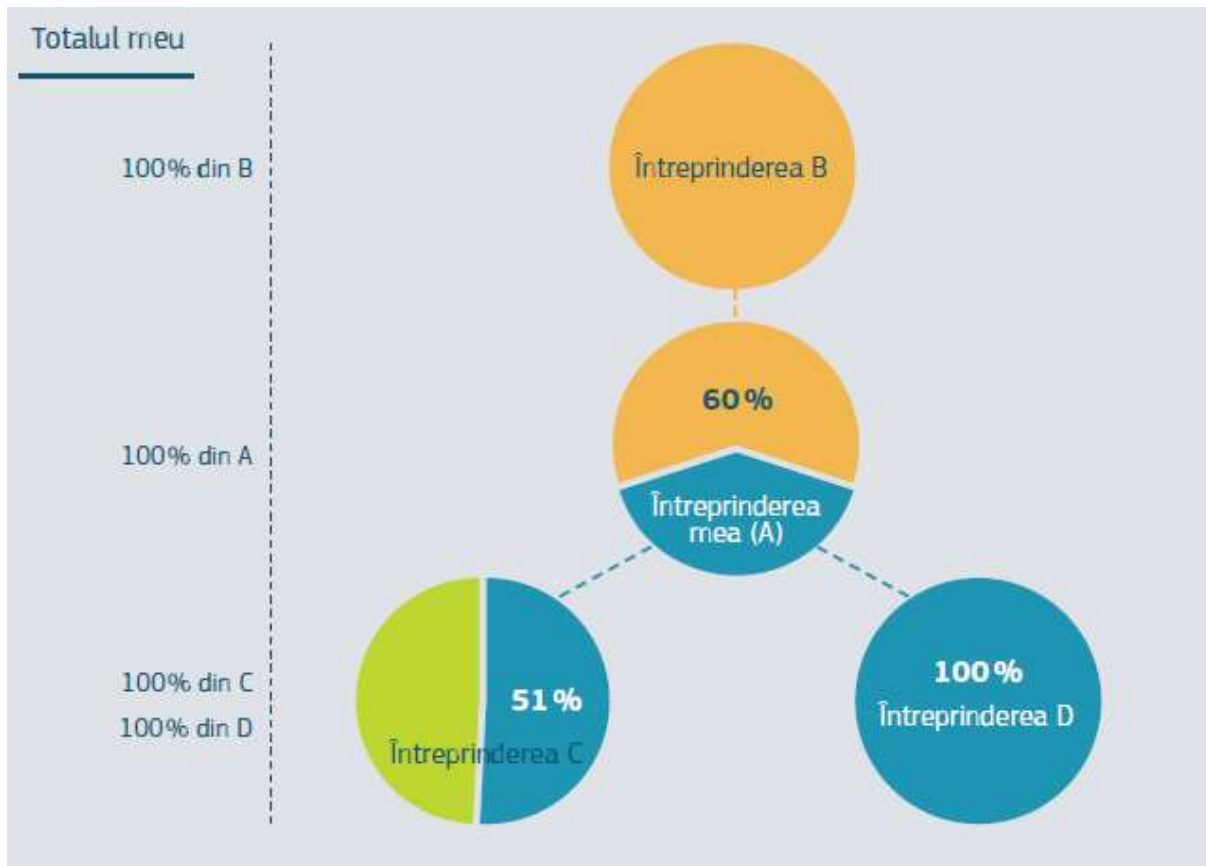 Totalul meu
100% din B
Întreprinderea B
60%
100% din A
Întreprinderea
mea (A)
100% din C
100% din D
51%
Întreprinderea C
100%
Întreprinderea D